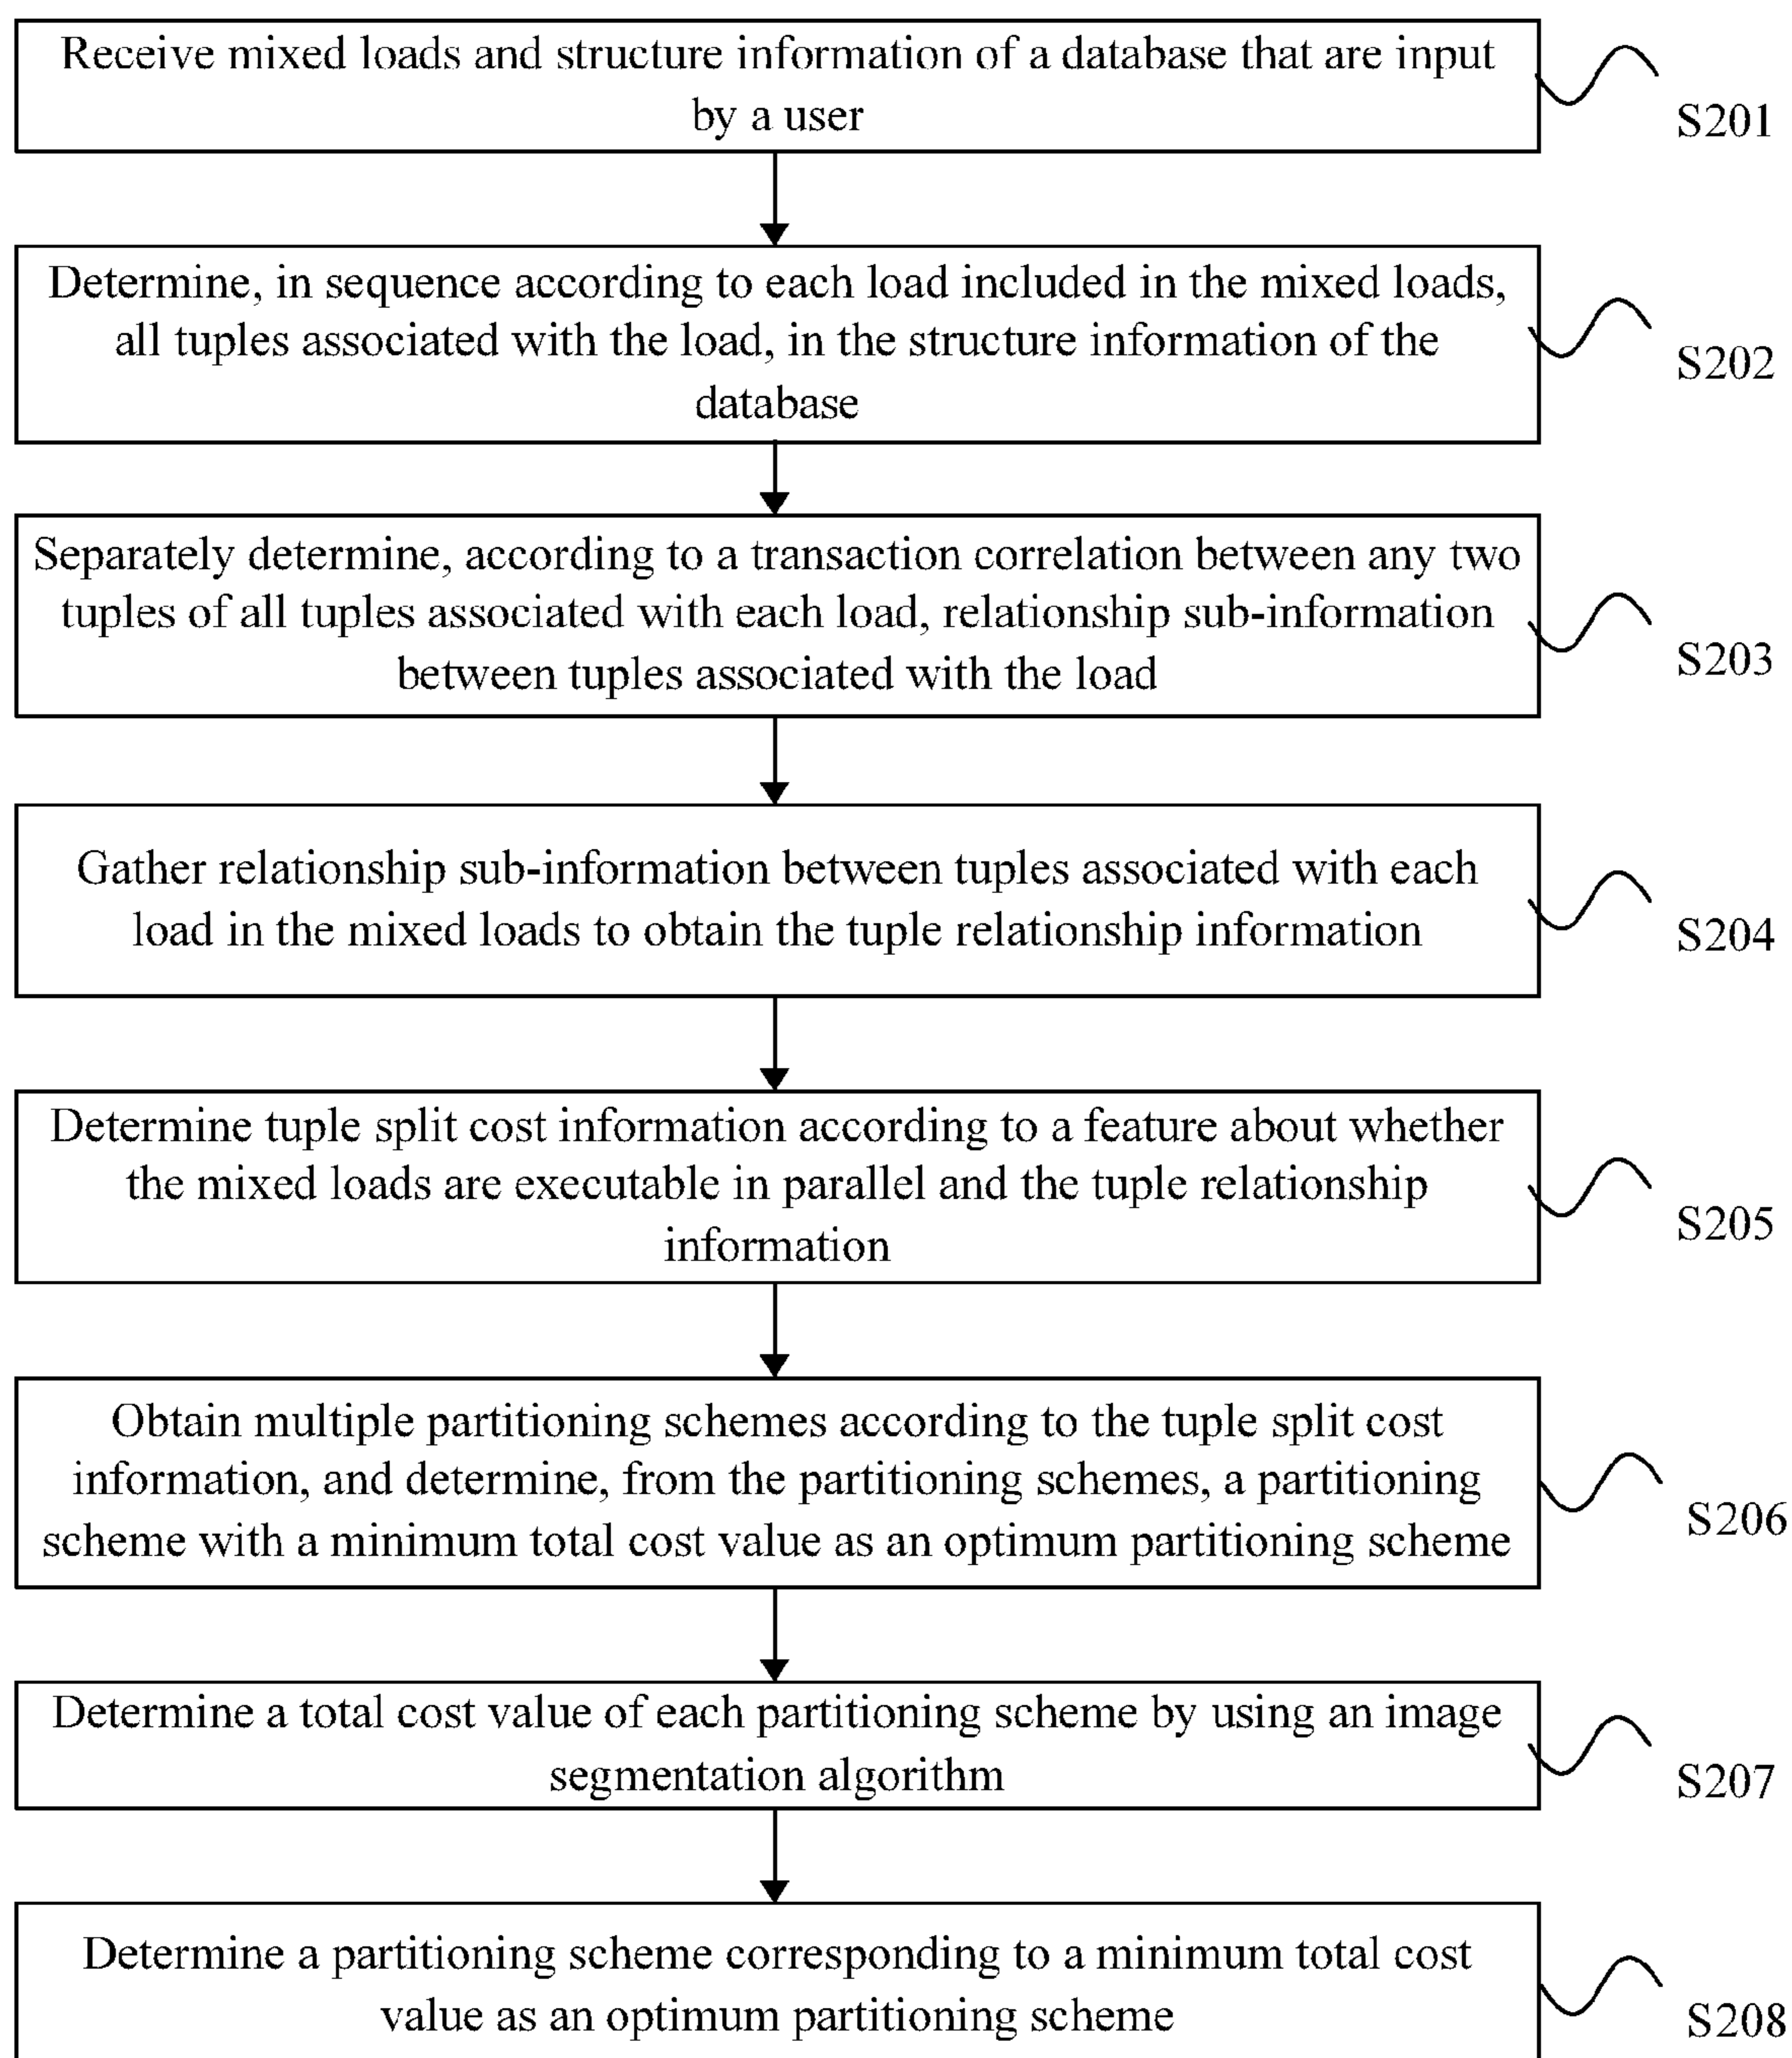 Receive mixed loads and structure information of a database that are input
by a user
S201
Determine, in sequence according to each load included in the mixed loads,
all tuples associated with the load, in the structure information of the
database
S202
Separately determine, according to a transaction correlation between any two
tuples of all tuples associated with each load, relationship sub-information
between tuples associated with the load
S203
Gather relationship sub-information between tuples associated with each
load in the mixed loads to obtain the tuple relationship information
S204
Determine tuple split cost information according to a feature about whether
the mixed loads are executable in parallel and the tuple relationship
information
S205
Obtain multiple partitioning schemes according to the tuple split cost
information, and determine, from the partitioning schemes, a partitioning
scheme with a minimum total cost value as an optimum partitioning scheme
S206
Determine a total cost value of each partitioning scheme by using an image
segmentation algorithm
S207
Determine a partitioning scheme corresponding to a minimum total cost
value as an optimum partitioning scheme
S208